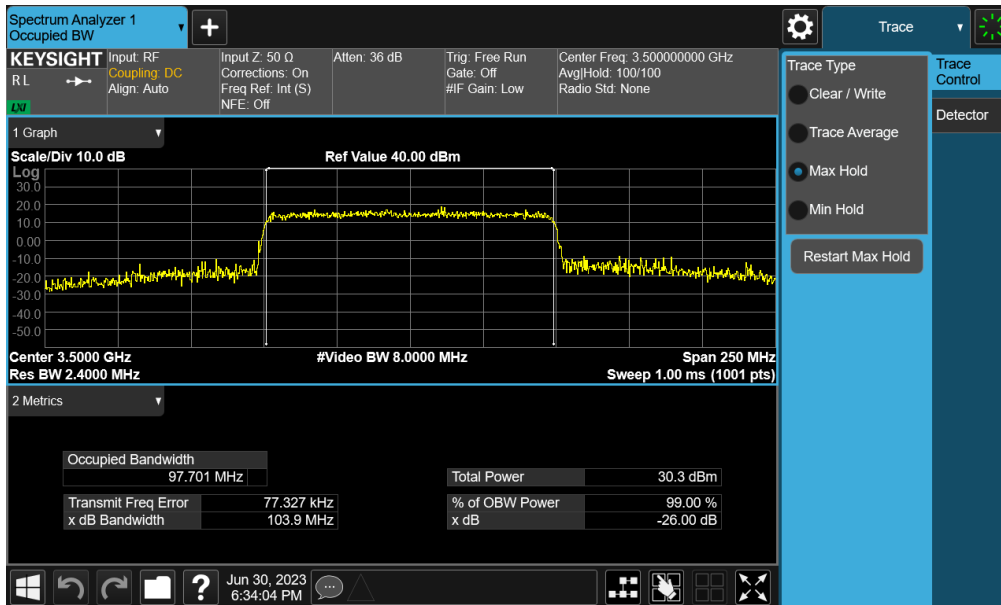 Spectrum Analyzer 1
Occupied BW
+
Trace
KEYSIGHT
R L
LXI
Input: RF
Coupling: DC
Align: Auto
Input Z: 50 Ω
Corrections: On
Freq Ref: Int (S)
NFE: Off
Atten: 36 dB
Trig: Free Run
Gate: Off
#IF Gain: Low
Center Freq: 3.500000000 GHz
Avg|Hold: 100/100
Radio Std: None
Trace Type
Clear / Write
Trace Average
Max Hold
Min Hold
Restart Max Hold
Trace
Control
Detector
1 Graph
Scale/Div 10.0 dB
Ref Value 40.00 dBm
Log
30.0
20.0
10.0
0.00
-10.0
-20.0
-30.0
-40.0
-50.0
Center 3.5000 GHz
#Video BW 8.0000 MHz
Span 250 MHz
Res BW 2.4000 MHz
Sweep 1.00 ms (1001 pts)
2 Metrics
Occupied Bandwidth
97.701 MHz
Total Power 30.3 dBm
Transmit Freq Error 77.327 kHz
% of OBW Power 99.00 %
x dB Bandwidth 103.9 MHz
x dB -26.00 dB
?
Jun 30, 2023
6:34:04 PM